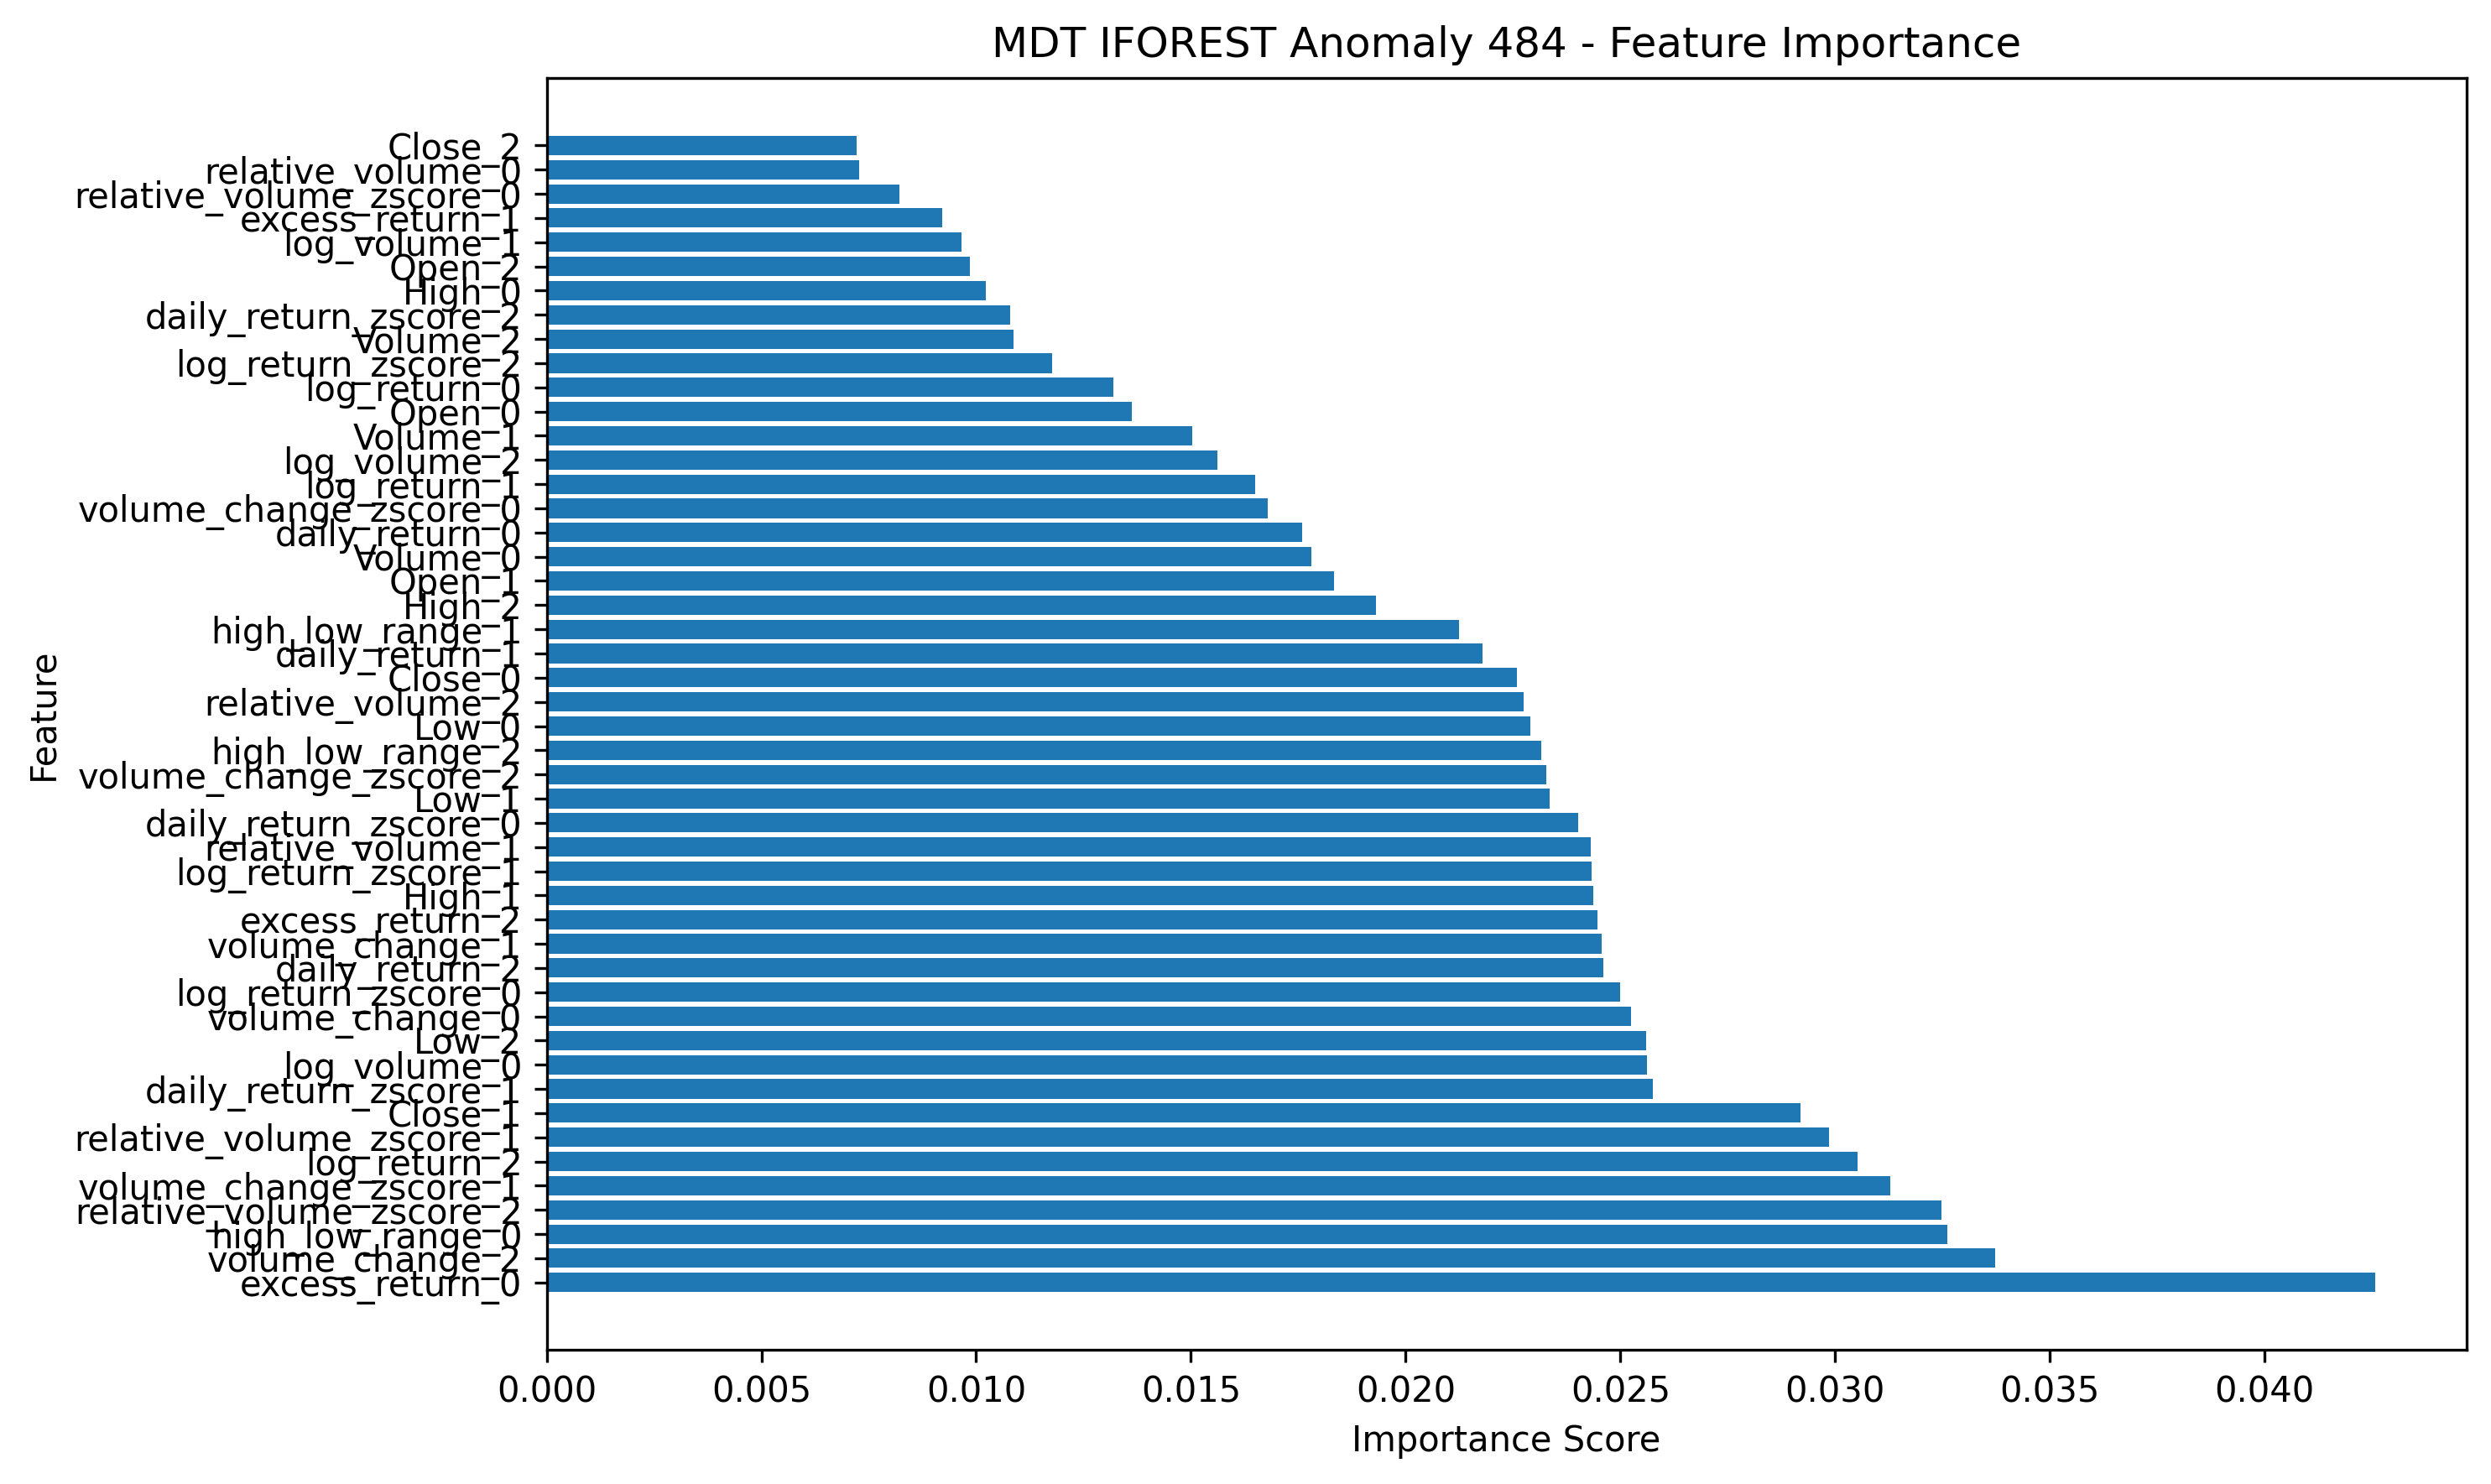 MDT IFOREST Anomaly 484 - Feature Importance
Close_2
relative_volume_0
relative_volume_zscore_0
excess_return_1
log_volume_1
Open_2
High_0
daily_return_zscore_2
Volume_2
log_return_zscore_2
log_return_0
Open_0
Volume_1
log_volume_2
log_return_1
volume_change_zscore_0
daily_return_0
Volume_0
Open_1
High_2
high_low_range_1
daily_return_1
Close_0
relative_volume_2
Low_0
high_low_range_2
volume_change_zscore_2
Low_1
daily_return_zscore_0
relative_volume_1
log_return_zscore_1
High_1
excess_return_2
volume_change_1
daily_return_2
log_return_zscore_0
volume_change_0
Low_2
log_volume_0
daily_return_zscore_1
Close_1
relative_volume_zscore_1
log_return_2
volume_change_zscore_1
relative_volume_zscore_2
high_low_range_0
volume_change_2
excess_return_0
Feature
0.000 0.005 0.010 0.015 0.020 0.025 0.030 0.035 0.040
Importance Score